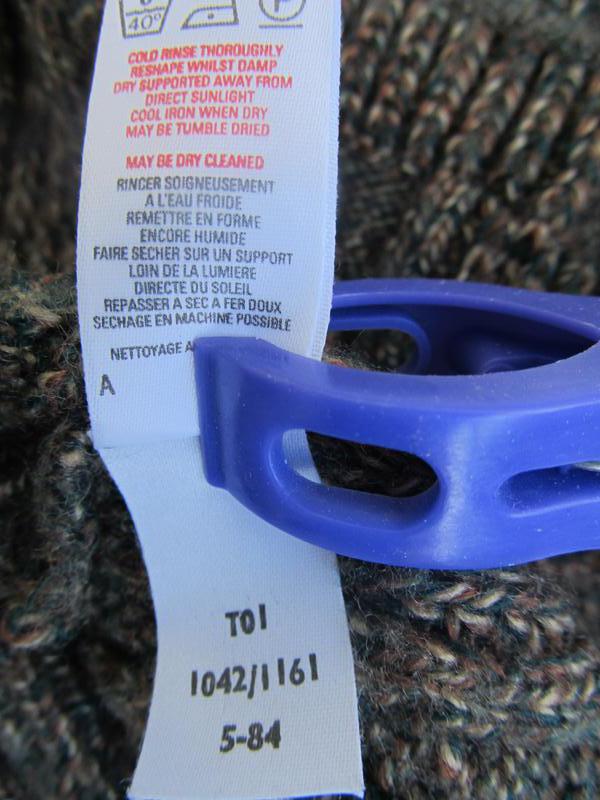 40°
P
COLD RINSE THOROUGHLY
RESHAPE WHILST DAMP
DRY SUPPORTED AWAY FROM
DIRECT SUNLIGHT
COOL IRON WHEN DRY
MAY BE TUMBLE DRIED
MAY BE DRY CLEANED
RINCER SOIGNEUSEMENT
A L'EAU FROIDE
REMETTRE EN FORME
ENCORE HUMIDE
FAIRE SECHER SUR UN SUPPORT
LOIN DE LA LUMIERE
DIRECTE DU SOLEIL
REPASSER A SEC A FER DOUX
SECHAGE EN MACHINE POSSIBLE
NETTOYAGE A
A
T01
1042/1161
5-84